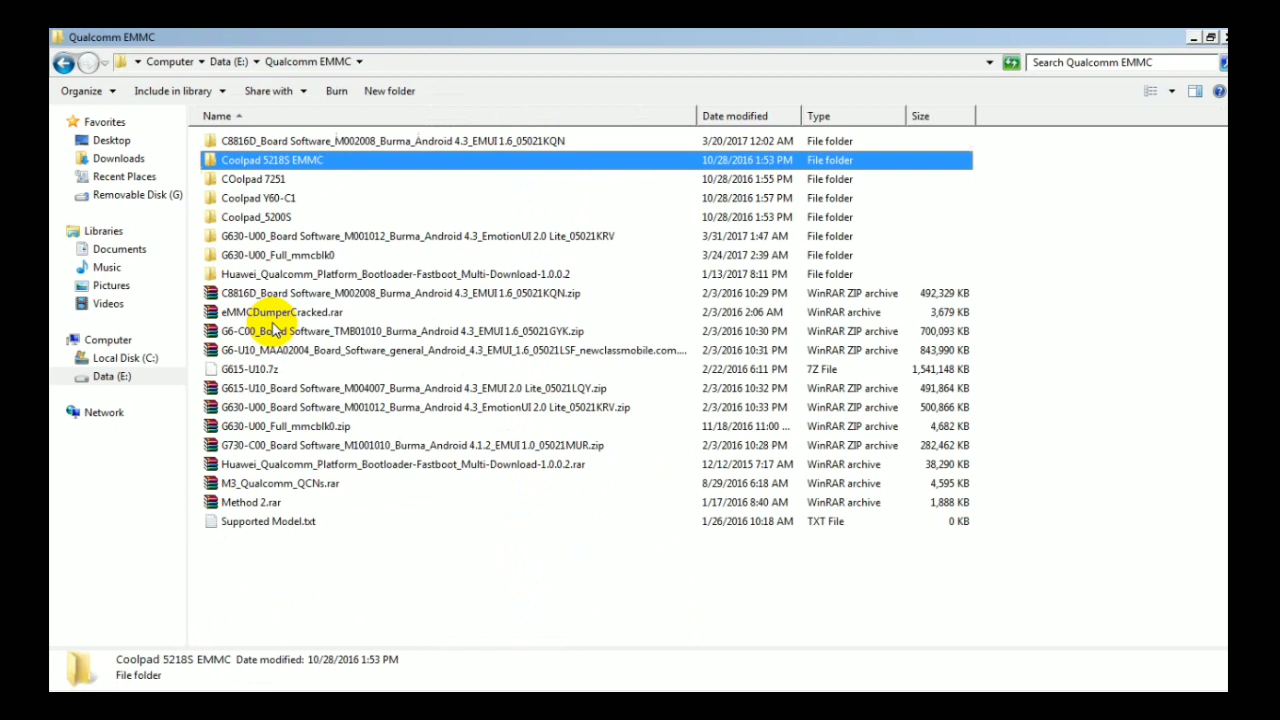 Qualcomm EMMC
Computer Data (E:) Qualcomm EMMC Search Qualcomm EMMC
Organize Include in library Share with Burn New folder
Name Date modified Type Size
Favorites
Desktop
Downloads
Recent Places
Removable Disk (G)
Libraries
Documents
Music
Pictures
Videos
Computer
Local Disk (C:)
Data (E:)
Network
C8816D_Board Software_M002008_Burma_Android 4.3_EMUI1.6_05021KQN 3/20/2017 12:02 AM File folder
Coolpad 5218S EMMC 10/28/2016 1:53 PM File folder
COolpad 7251 10/28/2016 1:55 PM File folder
Coolpad Y60-C1 10/28/2016 1:57 PM File folder
Coolpad_5200S 10/28/2016 1:53 PM File folder
G630-U00_Board Software_M001012_Burma_Android 4.3_EmotionUI 2.0 Lite_05021KRV 3/31/2017 1:47 AM File folder
G630-U00_Full_mmcblk0 3/24/2017 2:39 AM File folder
Huawei_Qualcomm_Platform_Bootloader-Fastboot_Multi-Download-1.0.0.2 1/13/2017 8:11 PM File folder
C8816D_Board Software_M002008_Burma_Android 4.3_EMUI1.6_05021KQN.zip 2/3/2016 10:29 PM WinRAR ZIP archive 492,329 KB
eMMCDumperCracked.rar 2/3/2016 2:06 AM WinRAR archive 3,679 KB
G6-C00_Board Software_TMB01010_Burma_Android 4.3_EMUI1.6_05021GYK.zip 2/3/2016 10:30 PM WinRAR ZIP archive 700,093 KB
G6-U10_MAA02004_Board_Software_general_Android_4.3_EMUI_1.6_05021LSF_newclassmobile.com.... 2/3/2016 10:31 PM WinRAR ZIP archive 843,990 KB
G615-U10.7z 2/22/2016 6:11 PM 7Z File 1,541,148 KB
G615-U10_Board Software_M004007_Burma_Android 4.3_EMUI 2.0 Lite_05021LQY.zip 2/3/2016 10:32 PM WinRAR ZIP archive 491,864 KB
G630-U00_Board Software_M001012_Burma_Android 4.3_EmotionUI 2.0 Lite_05021KRV.zip 2/3/2016 10:33 PM WinRAR ZIP archive 500,866 KB
G630-U00_Full_mmcblk0.zip 11/18/2016 11:00 ... WinRAR ZIP archive 4,682 KB
G730-C00_Board Software_M1001010_Burma_Android 4.1.2_EMUI1.0_05021MUR.zip 2/3/2016 10:28 PM WinRAR ZIP archive 282,462 KB
Huawei_Qualcomm_Platform_Bootloader-Fastboot_Multi-Download-1.0.0.2.rar 12/12/2015 7:17 AM WinRAR archive 38,290 KB
M3_Qualcomm_QCNs.rar 8/29/2016 6:18 AM WinRAR archive 4,595 KB
Method 2.rar 1/17/2016 8:40 AM WinRAR archive 1,888 KB
Supported Model.txt 1/26/2016 10:18 AM TXT File 0 KB
Coolpad 5218S EMMC Date modified: 10/28/2016 1:53 PM
File folder